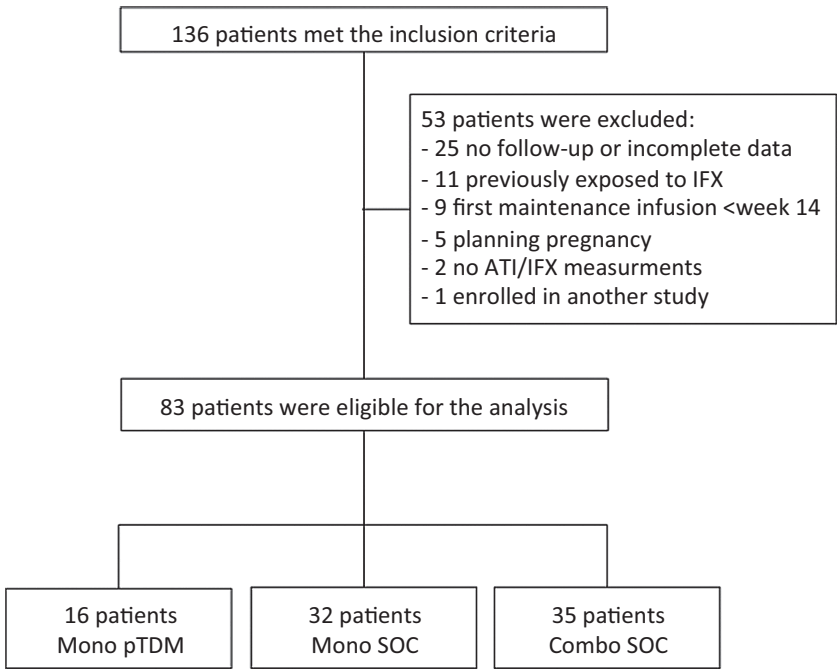 136 patients met the inclusion criteria
53 patients were excluded:
- 25 no follow-up or incomplete data
- 11 previously exposed to IFX
- 9 first maintenance infusion <week 14
- 5 planning pregnancy
- 2 no ATI/IFX measurments
- 1 enrolled in another study
83 patients were eligible for the analysis
16 patients
Mono pTDM
32 patients
Mono SOC
35 patients
Combo SOC